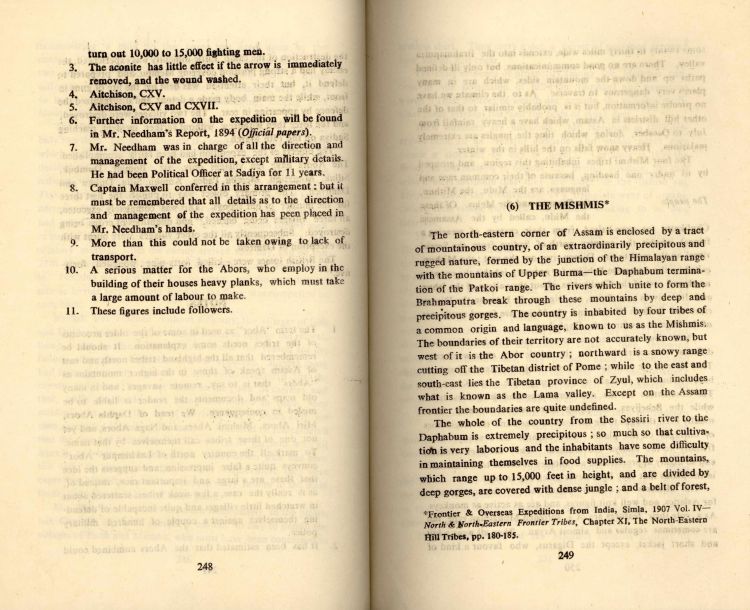 turn out 10,000 to 15,000 fighting men.
3. The aconite has little effect if the arrow is immediately
removed, and the wound washed.
4. Aitchison, CXV.
5. Aitchison, CXV and CXVII.
6. Further information on the expedition will be found
in Mr. Needham's Report, 1894 (Official papers).
7. Mr. Needham was in charge of all the direction and
management of the expedition, except military details.
He had been Political Officer at Sadiya for 11 years.
8. Captain Maxwell conferred in this arrangement : but it
must be remembered that all details as to the direction
and management of the expedition has been placed in
Mr. Needham's hands.
9. More than this could not be taken owing to lack of
transport.
10. A serious matter for the Abors, who employ in the
building of their houses heavy planks, which must take
a large amount of labour to make.
11. These figures include followers.
248
(6) THE MISHMIS*
The north-eastern corner of Assam is enclosed by a tract
of mountainous country, of an extraordinarily precipitous and
rugged nature, formed by the junction of the Himalayan range
with the mountains of Upper Burma—the Daphabum termina-
tion of the Patkoi range. The rivers which unite to form the
Brahmaputra break through these mountains by deep and
precipitous gorges. The country is inhabited by four tribes of
a common origin and language, known to us as the Mishmis.
The boundaries of their territory are not accurately known, but
west of it is the Abor country ; northward is a snowy range
cutting off the Tibetan district of Pome ; while to the east and
south-east lies the Tibetan province of Zyul, which includes
what is known as the Lama valley. Except on the Assam
frontier the boundaries are quite undefined.
The whole of the country from the Sessiri river to the
Daphabum is extremely precipitous ; so much so that cultiva-
tion is very laborious and the inhabitants have some difficulty
in maintaining themselves in food supplies. The mountains,
which range up to 15,000 feet in height, and are divided by
deep gorges, are covered with dense jungle ; and a belt of forest,
*Frontier & Overseas Expeditions from India, Simla, 1907 Vol. IV—
North & North-Eastern Frontier Tribes, Chapter XI, The North-Eastern
Hill Tribes, pp. 180-185.
249